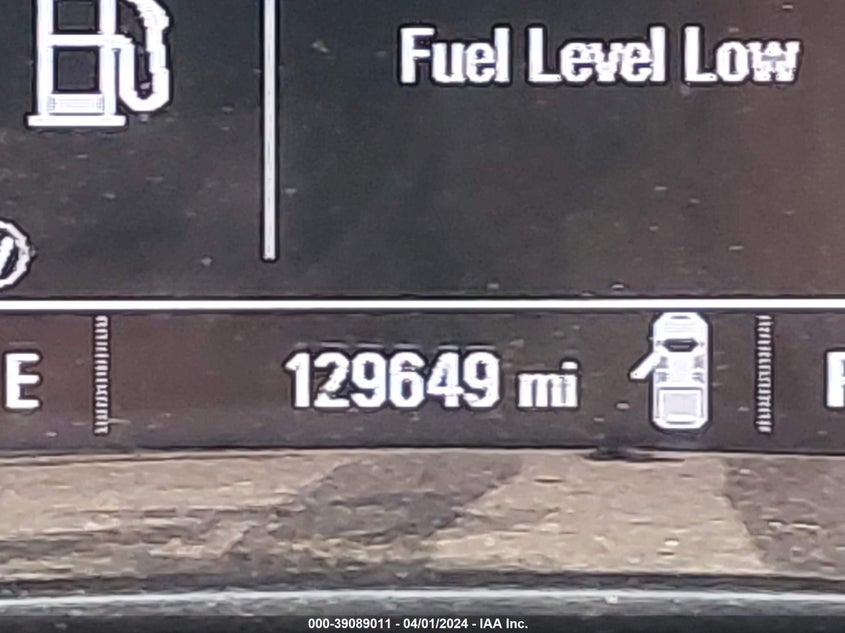 Fuel Level Low
E
129649 mi
000-39089011 - 04/01/2024 - IAA Inc.